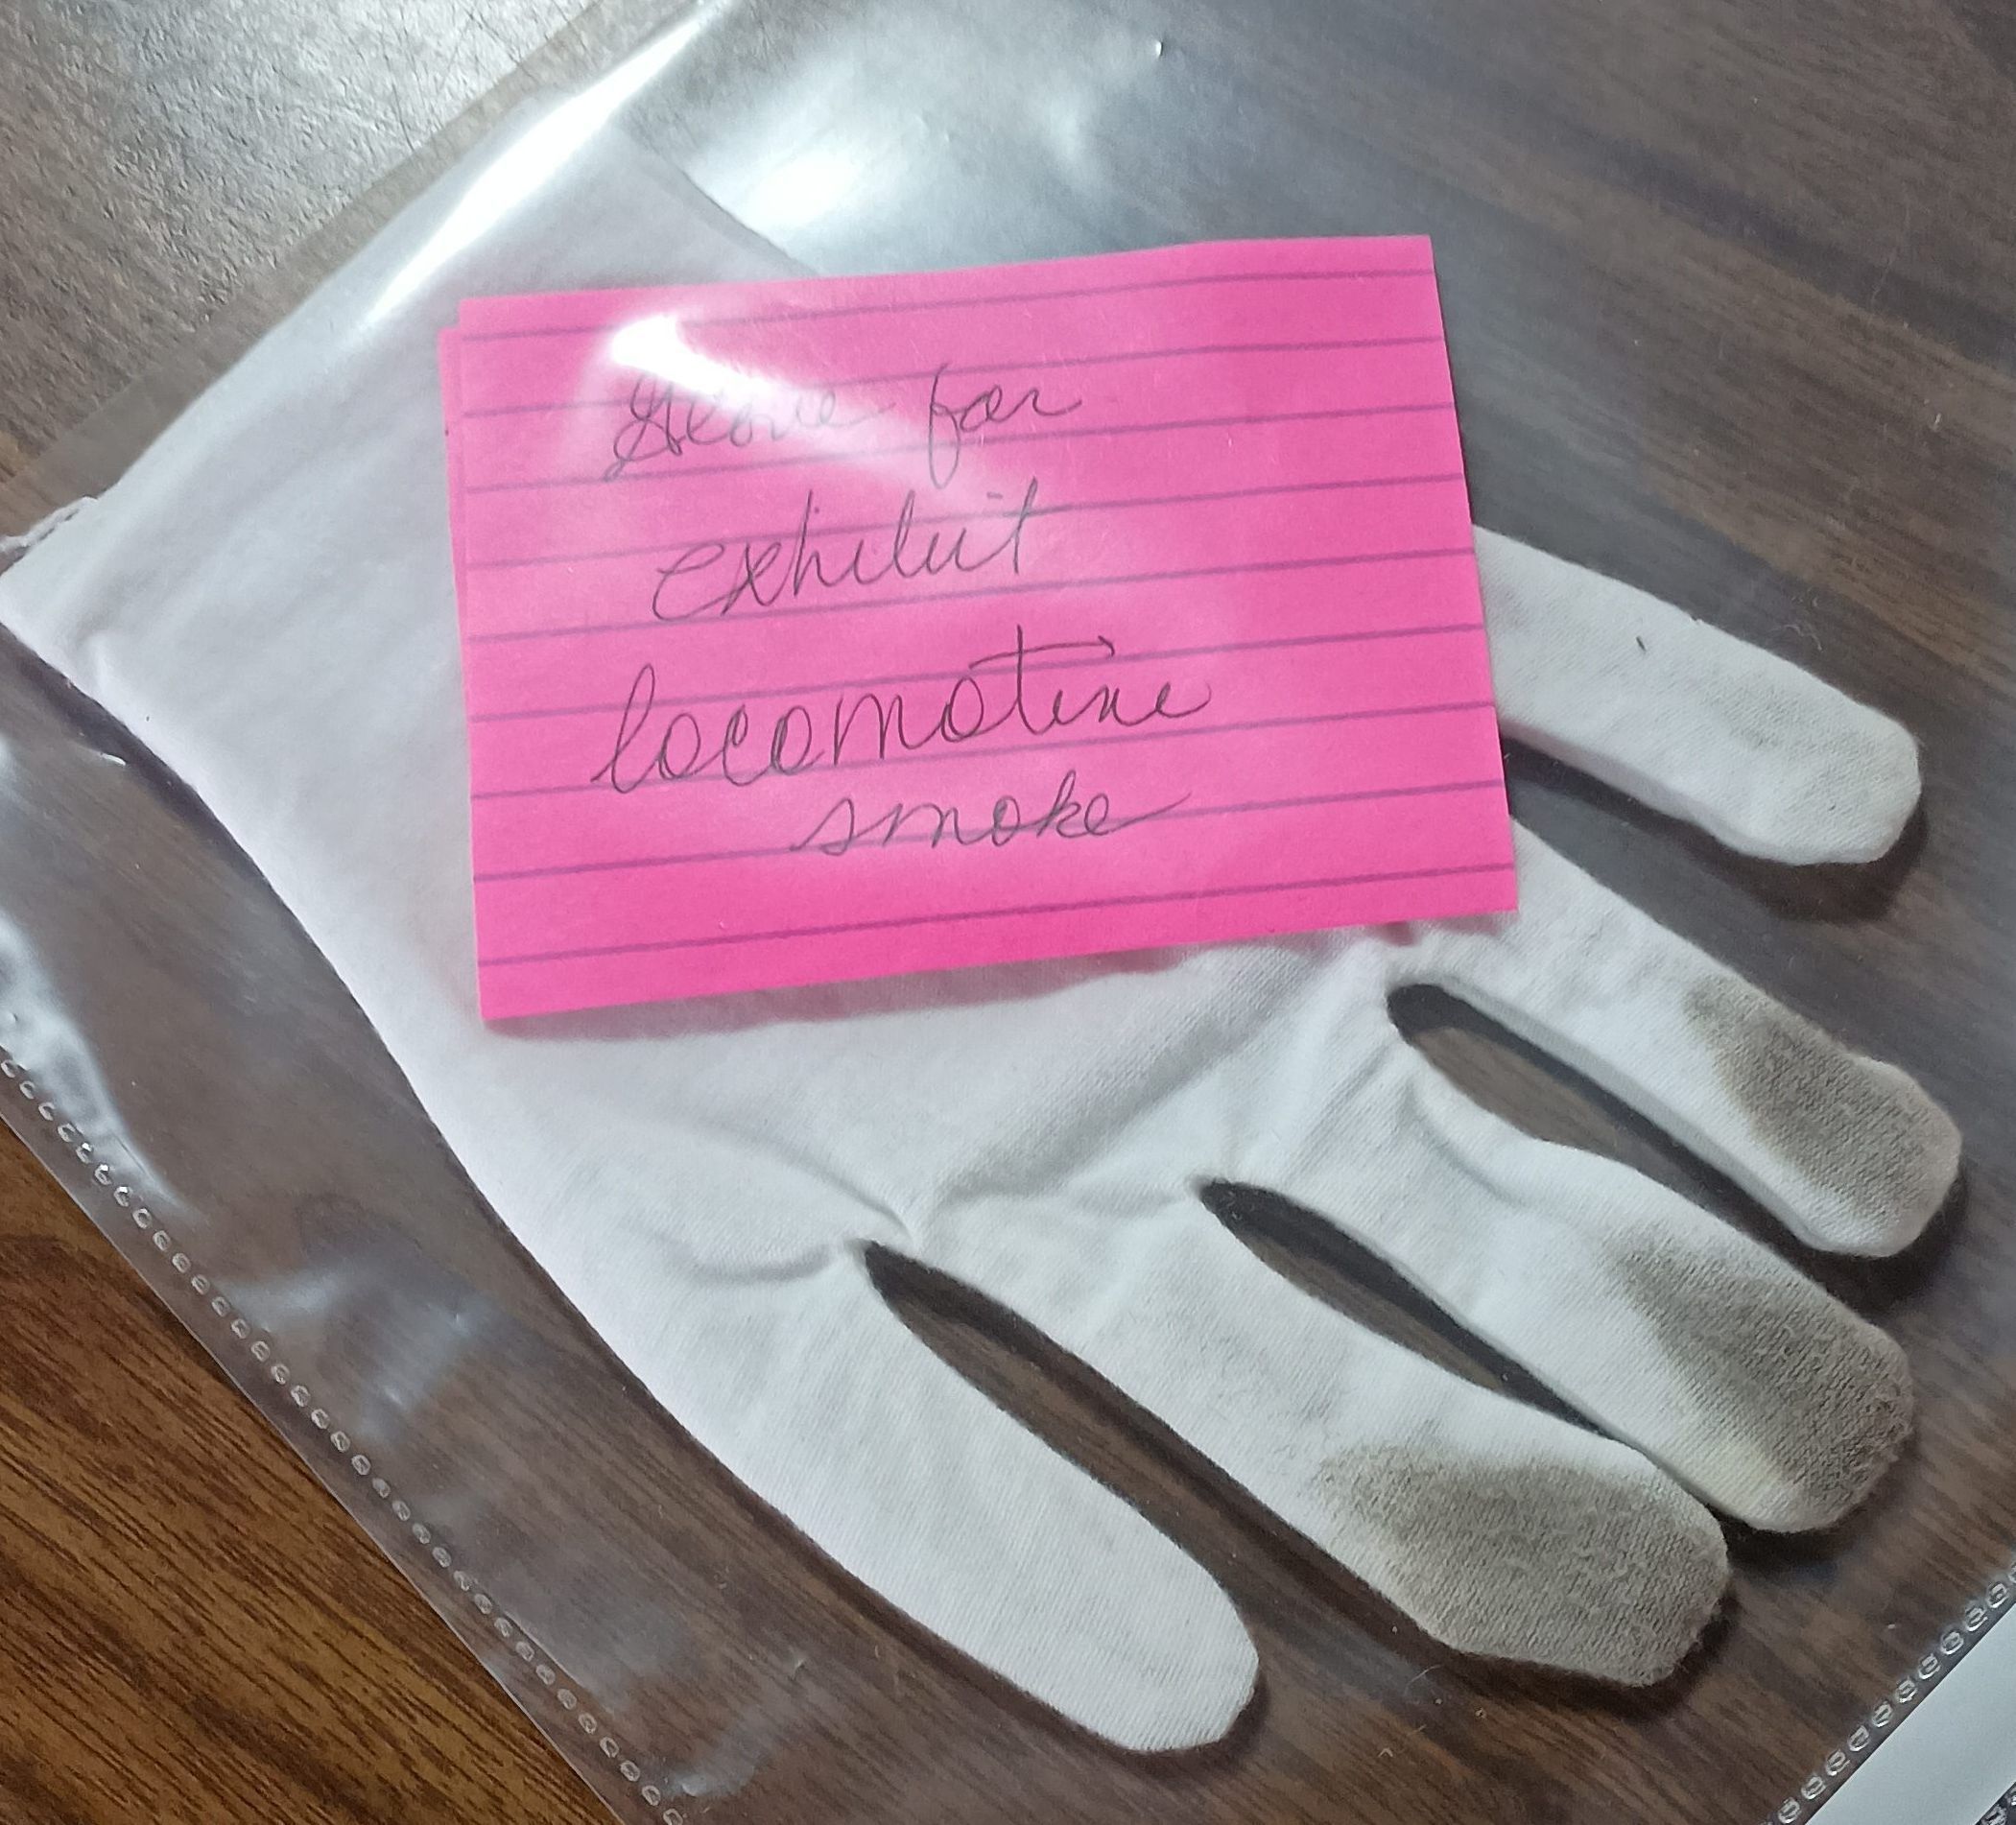 Glove for
exhibit
locomotive
smoke